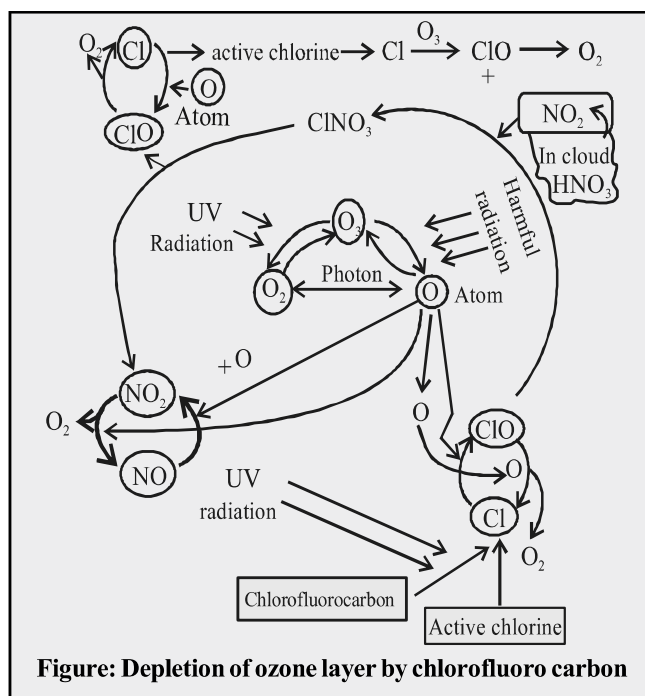 O₂ Cl → active chlorine → Cl O₃ → ClO → O₂
+
O
Atom
ClO
ClNO₃
NO₂
In cloud
HNO₃
UV
Radiation
O₃
Harmful
radiation
O₂
Photon
O Atom
+O
NO₂
O₂
NO
O
ClO
O
Cl
O₂
UV
radiation
Chlorofluorocarbon
Active chlorine
Figure: Depletion of ozone layer by chlorofluoro carbon